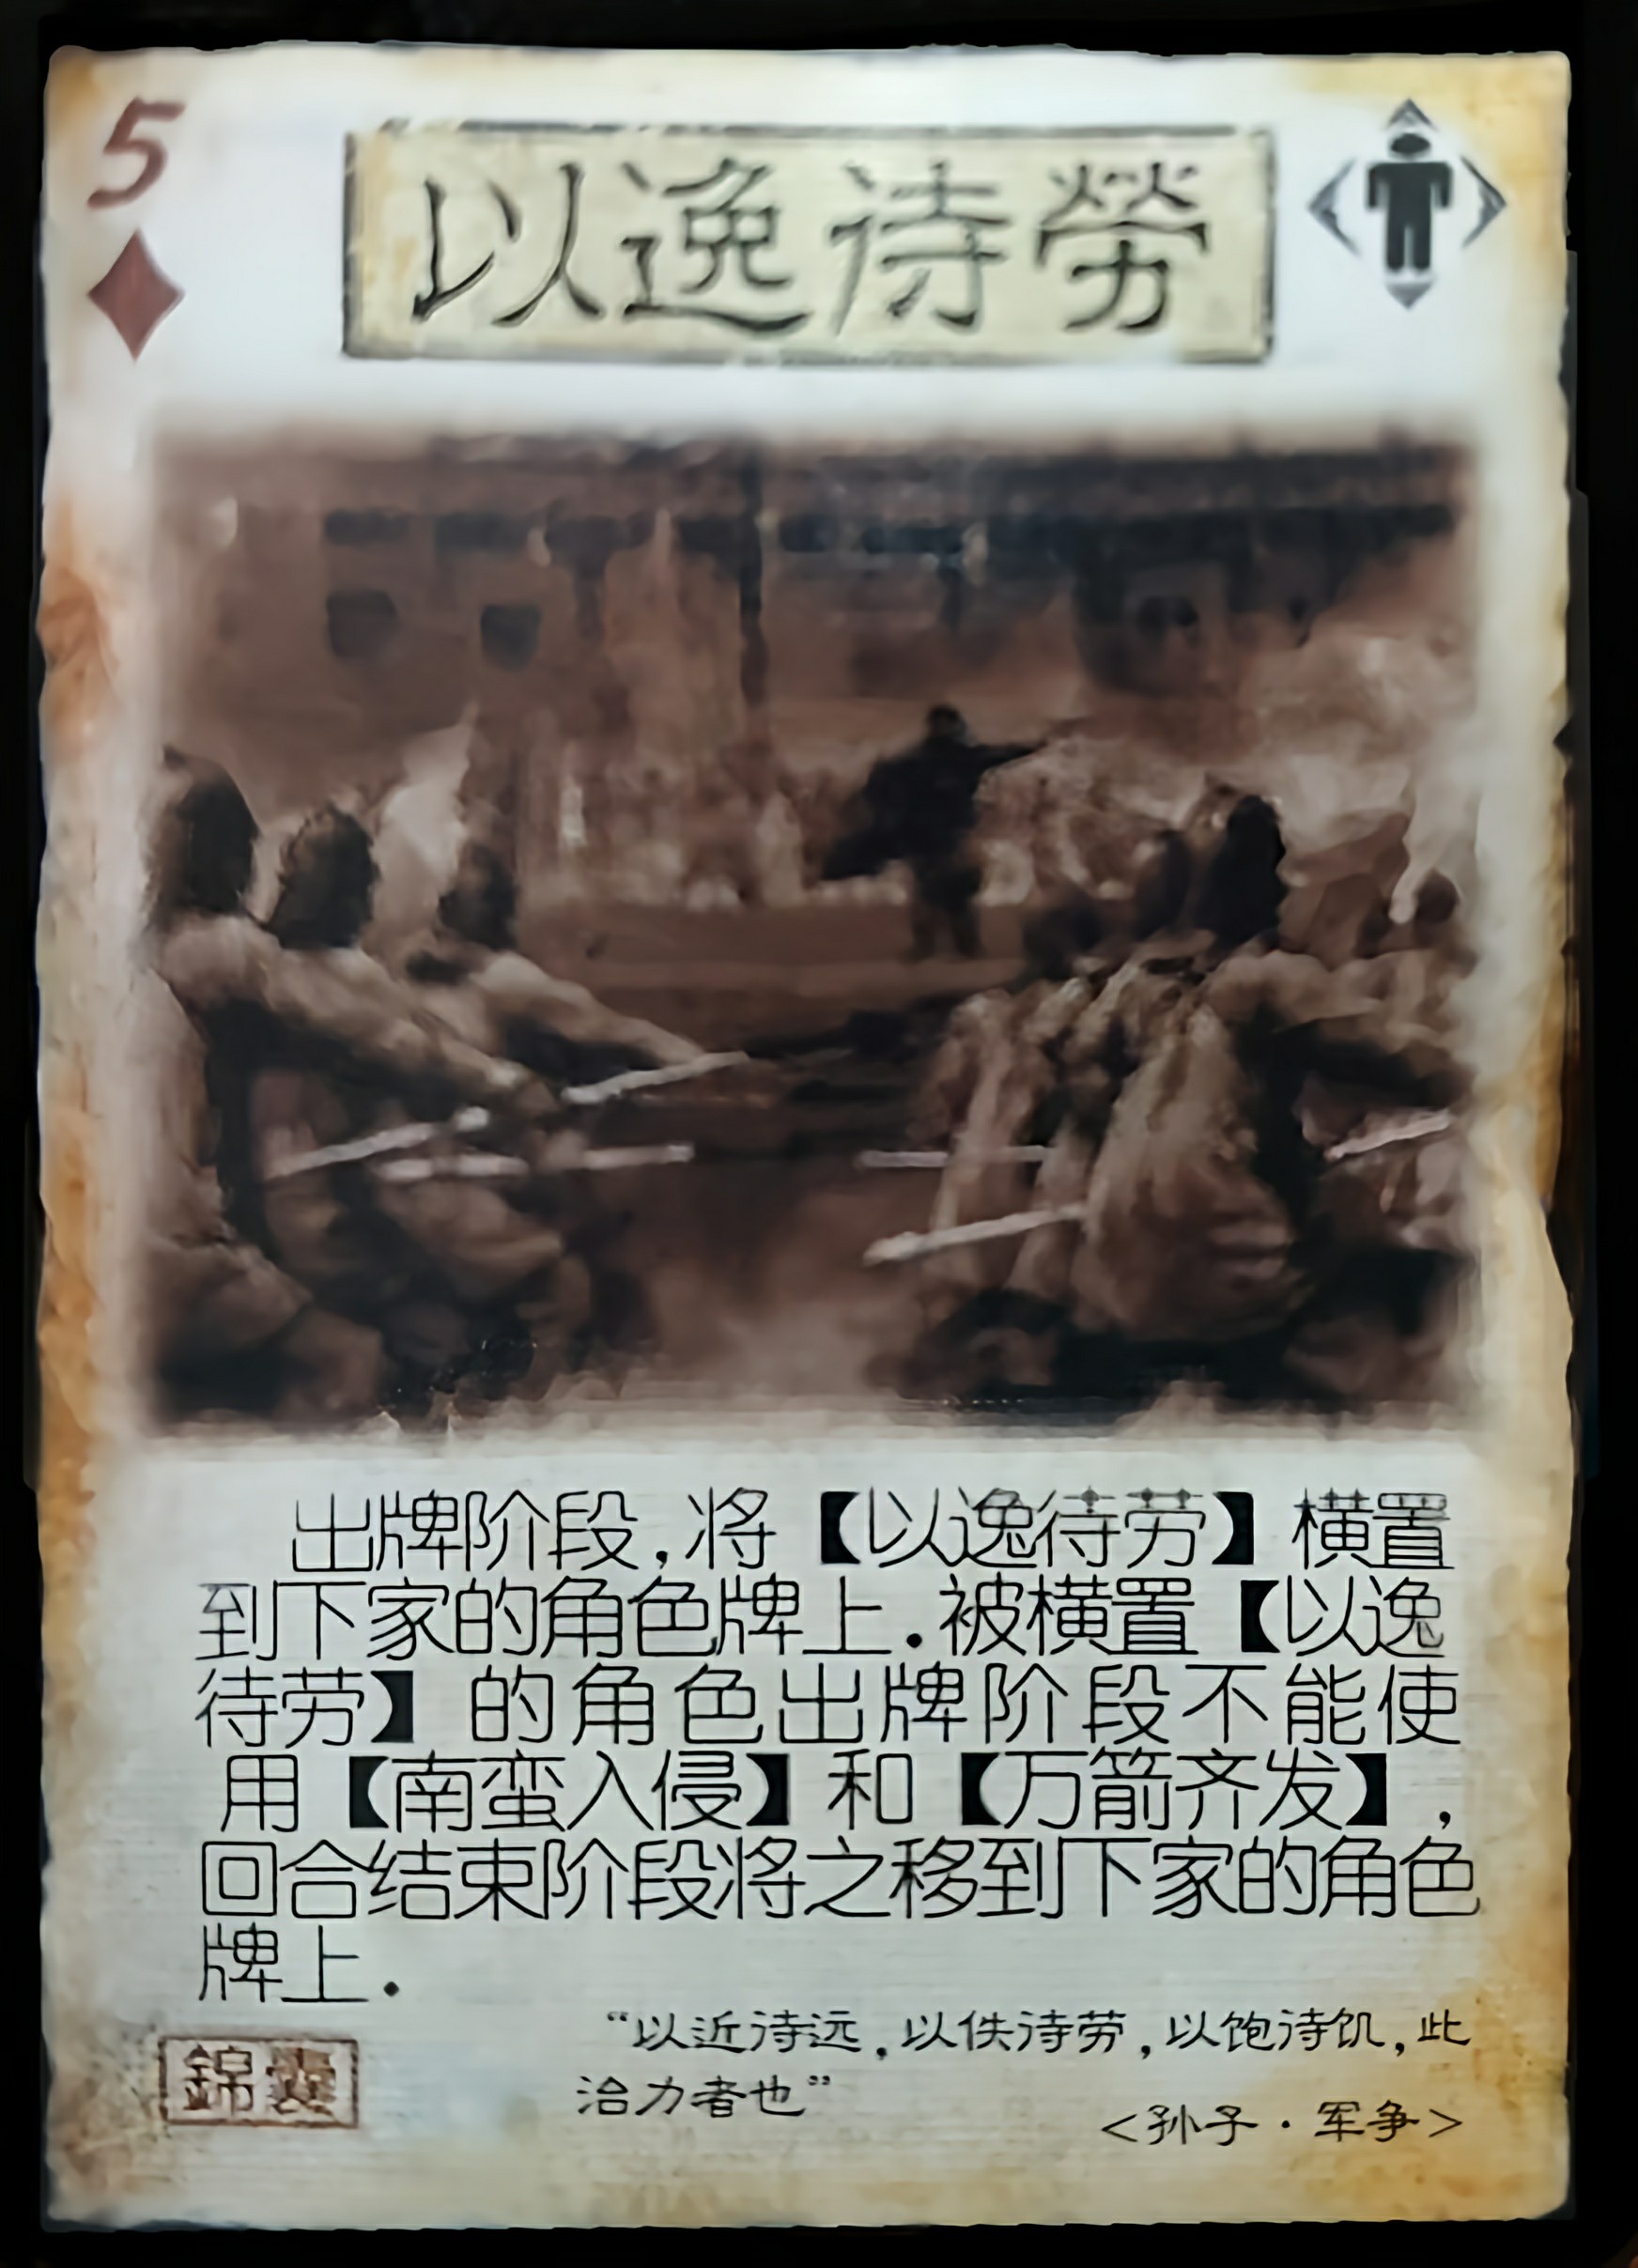 5
以逸待勞
出牌阶段,将【以逸待劳】横置
到下家的角色牌上.被横置【以逸
待劳】的角色出牌阶段不能使
用【南蛮入侵】和【万箭齐发】,
回合结束阶段将之移到下家的角色
牌上.
“以近待远,以佚待劳,以饱待饥,此
治力者也”
<孙子·军争>
錦囊